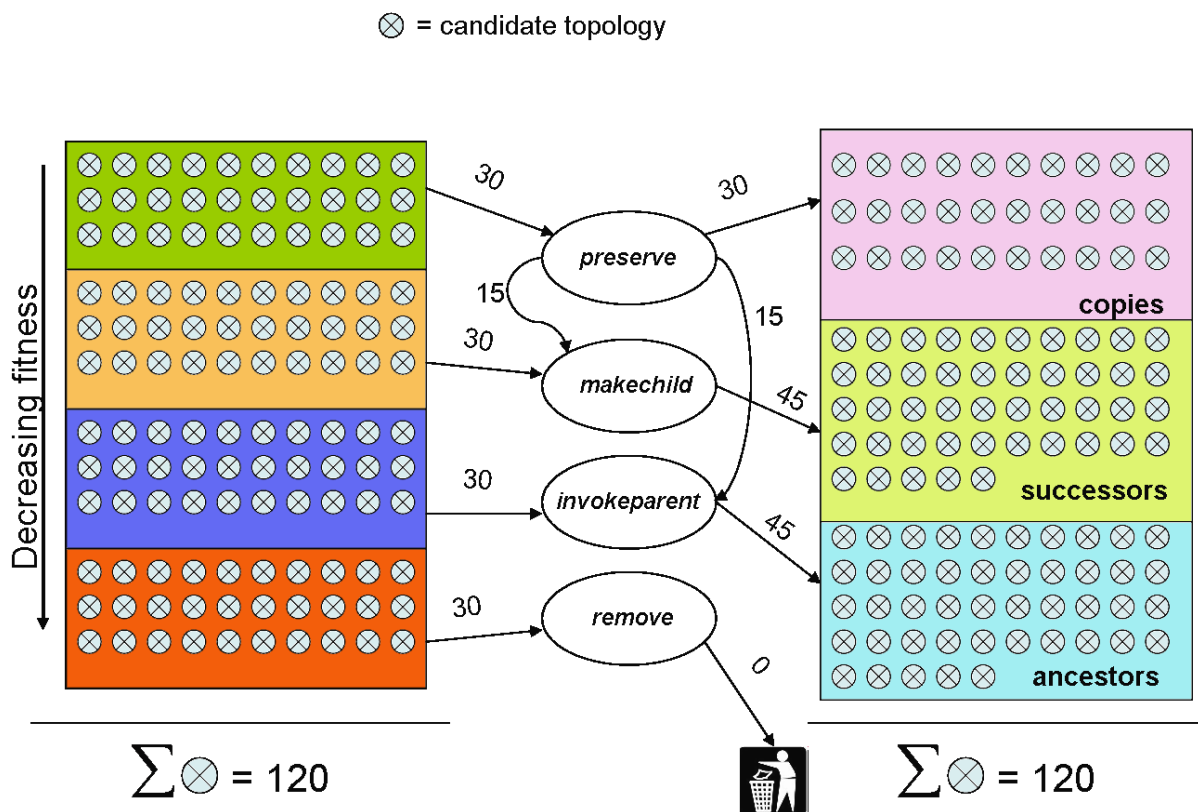 = candidate topology
Decreasing fitness
30
30
preserve
copies
15
15
30
makechild
45
successors
30
invokeparent
45
ancestors
30
remove
0
∑ = 120
∑ = 120